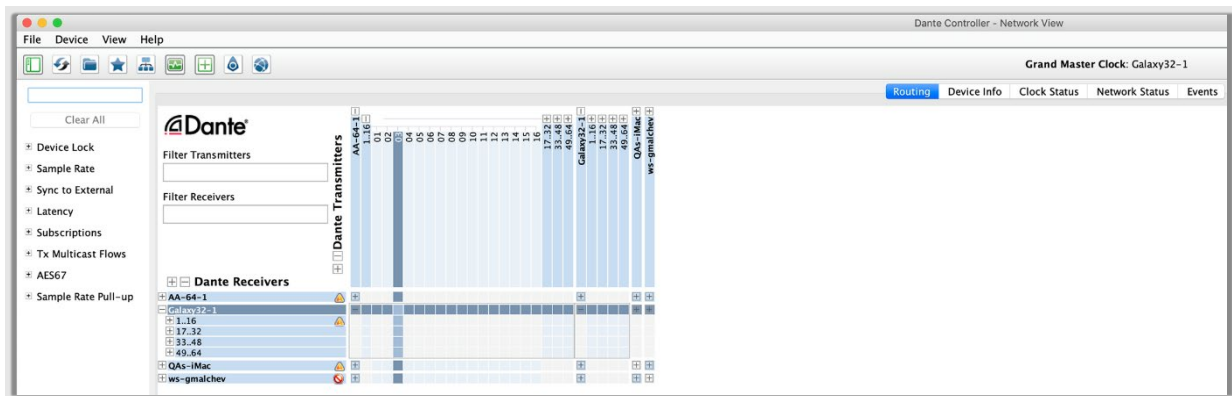 Dante Controller - Network View
File Device View Help
Grand Master Clock: Galaxy32-1
Routing Device Info Clock Status Network Status Events
Clear All
Device Lock
Sample Rate
Sync to External
Latency
Subscriptions
Tx Multicast Flows
AES67
Sample Rate Pull-up
Dante
Filter Transmitters
Filter Receivers
Dante Transmitters
AA-64-1
1..16
01
02
03
04
05
06
07
08
09
10
11
12
13
14
15
16
17..32
33..48
49..64
Galaxy32-1
1..16
17..32
33..48
49..64
QAs-iMac
ws-gmalchev
Dante Receivers
AA-64-1
Galaxy32-1
1..16
17..32
33..48
49..64
QAs-iMac
ws-gmalchev